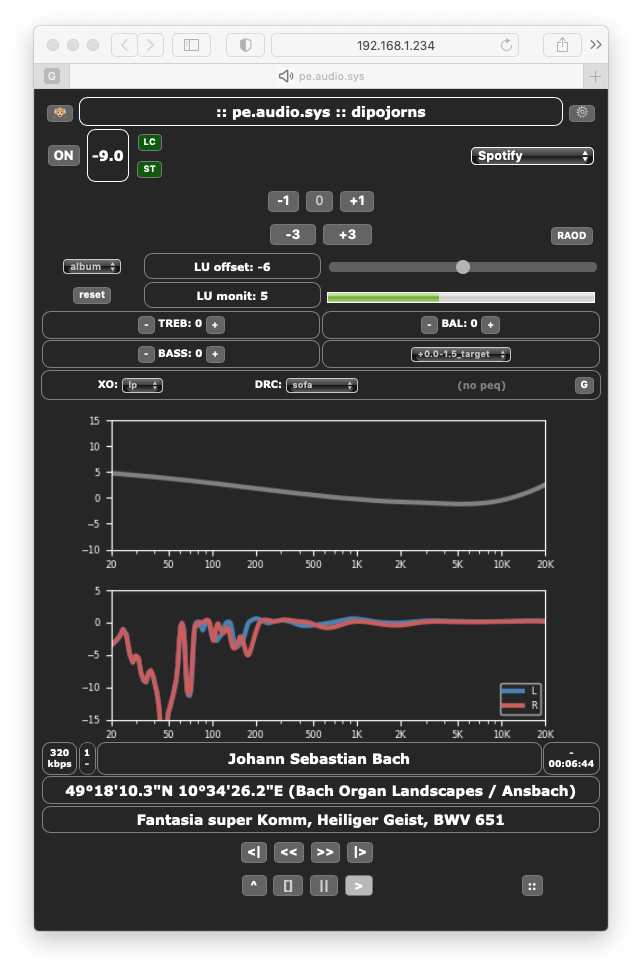 192.168.1.234
G
pe.audio.sys
:: pe.audio.sys :: dipojorns
ON
-9.0
LC
ST
Spotify
-1 0 +1
-3 +3
RAOD
album
LU offset: -6
reset
LU monit: 5
- TREB: 0 +
- BAL: 0 +
- BASS: 0 +
+0.0-1.5_target
XO: lp
DRC: sofa
(no peq)
G
15
10
5
0
−5
−10
20 50 100 200 500 1K 2K 5K 10K 20K
5
0
−5
−10
−15
L
R
20 50 100 200 500 1K 2K 5K 10K 20K
320
kbps
1
-
Johann Sebastian Bach
-
00:06:44
49°18'10.3"N 10°34'26.2"E (Bach Organ Landscapes / Ansbach)
Fantasia super Komm, Heiliger Geist, BWV 651
<| << >> |>
^ [] || >
::